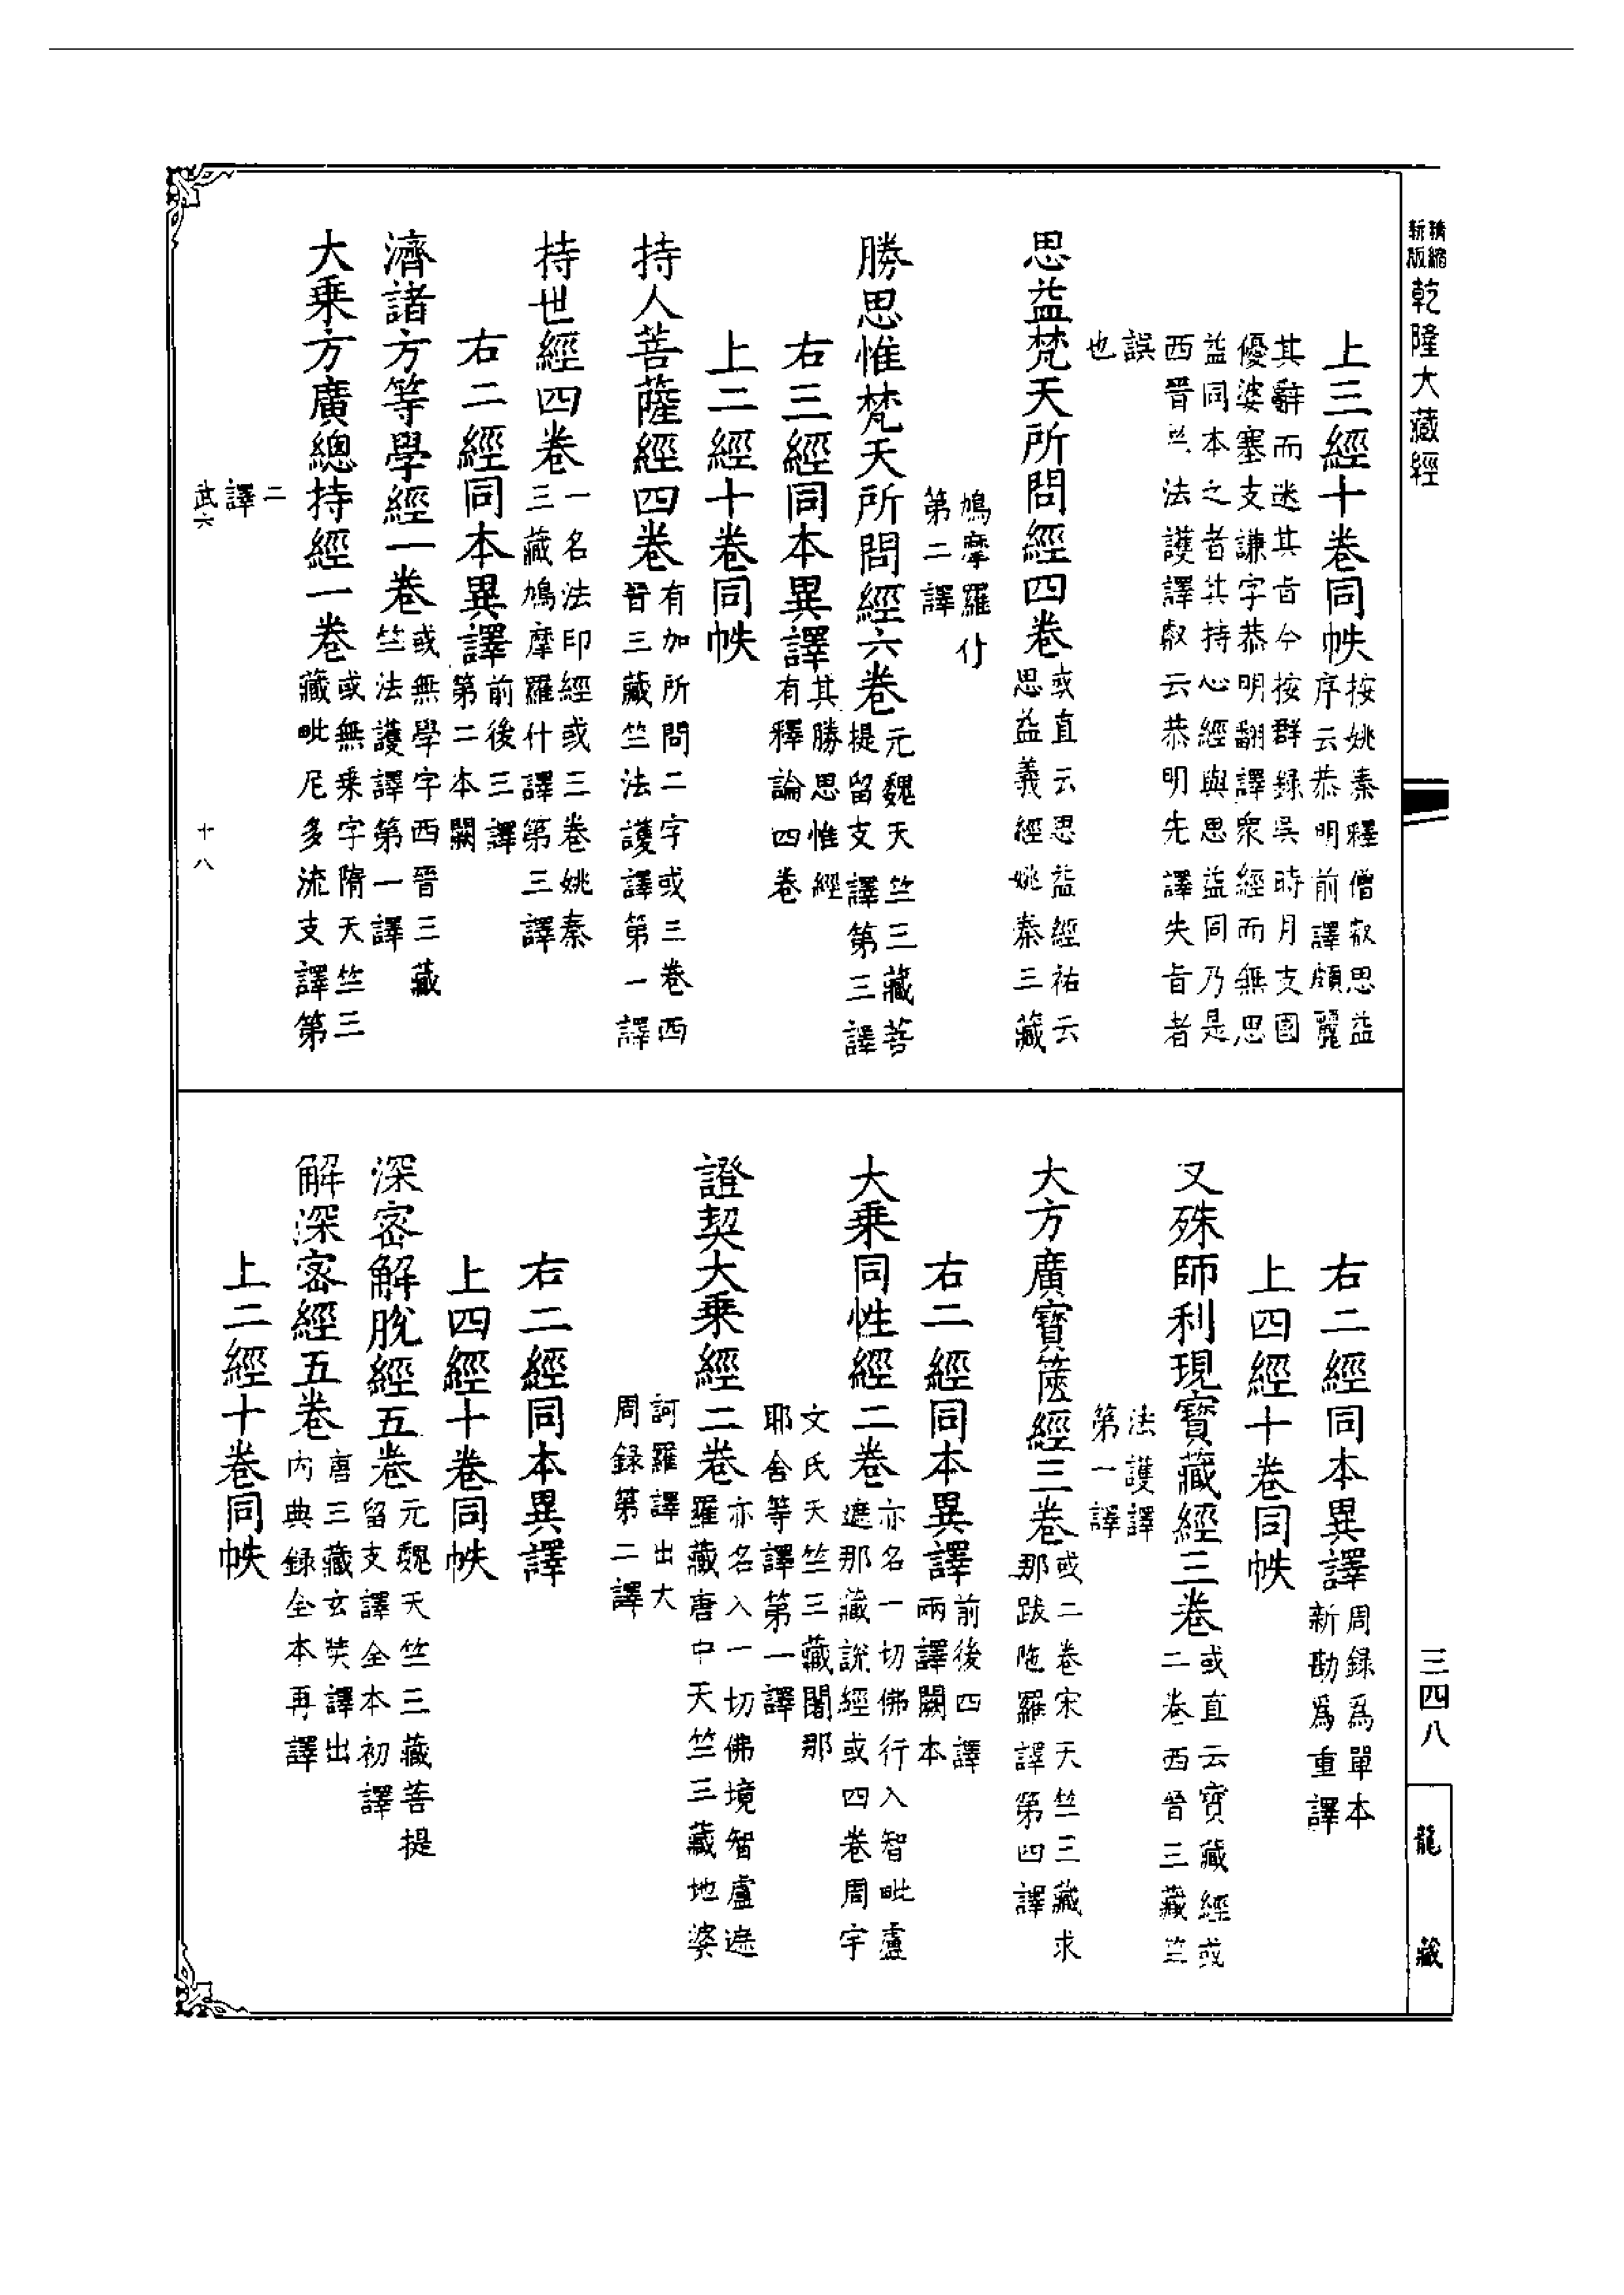 精縮
新版
乾隆大藏經
三四八
龍藏
上三經十卷同帙按姚秦釋僧叡思益
序云恭明前譯頗麗
其辭而迷其旨今按群錄吳時月支國
優婆塞支謙字恭明翻譯衆經而無思
益同本之者其持心經與思益同乃是
西晉竺法護譯叡云恭明先譯失旨者
誤
也
思益梵天所問經四卷或直云思益經祐云
思益義經姚秦三藏
鳩摩羅什
第二譯
勝思惟梵天所問經六卷元魏天竺三藏菩
提留支譯第三譯
右三經同本異譯其勝思惟經
有釋論四卷
上二經十卷同帙
持人菩薩經四卷有加所問二字或三卷西
晉三藏竺法護譯第一譯
持世經四卷一名法印經或三卷姚秦
三藏鳩摩羅什譯第三譯
右二經同本異譯前後三譯
第二本闕
濟諸方等學經一卷或無學字西晉三藏
竺法護譯第一譯
大乘方廣總持經一卷或無乘字隋天竺三
藏毗尼多流支譯第
二
譯
武六
十八
右二經同本異譯周錄爲單本
新勘爲重譯
上四經十卷同帙
文殊師利現寶藏經三卷或直云寶藏經或
二卷西晉三藏竺
法護譯
第一譯
大方廣寶篋經三卷或二卷宋天竺三藏求
那跋陁羅譯第四譯
右二經同本異譯前後四譯
兩譯闕本
大乘同性經二卷亦名一切佛行入智毗盧
遮那藏說經或四卷周宇
文氏天竺三藏闍那
耶舍等譯第一譯
證契大乘經二卷亦名入一切佛境智盧遮
羅藏唐中天竺三藏地婆
訶羅譯出大
周錄第二譯
右二經同本異譯
上四經十卷同帙
深密解脫經五卷元魏天竺三藏菩提
留支譯全本初譯
解深密經五卷唐三藏玄奘譯出
內典錄全本再譯
上二經十卷同帙